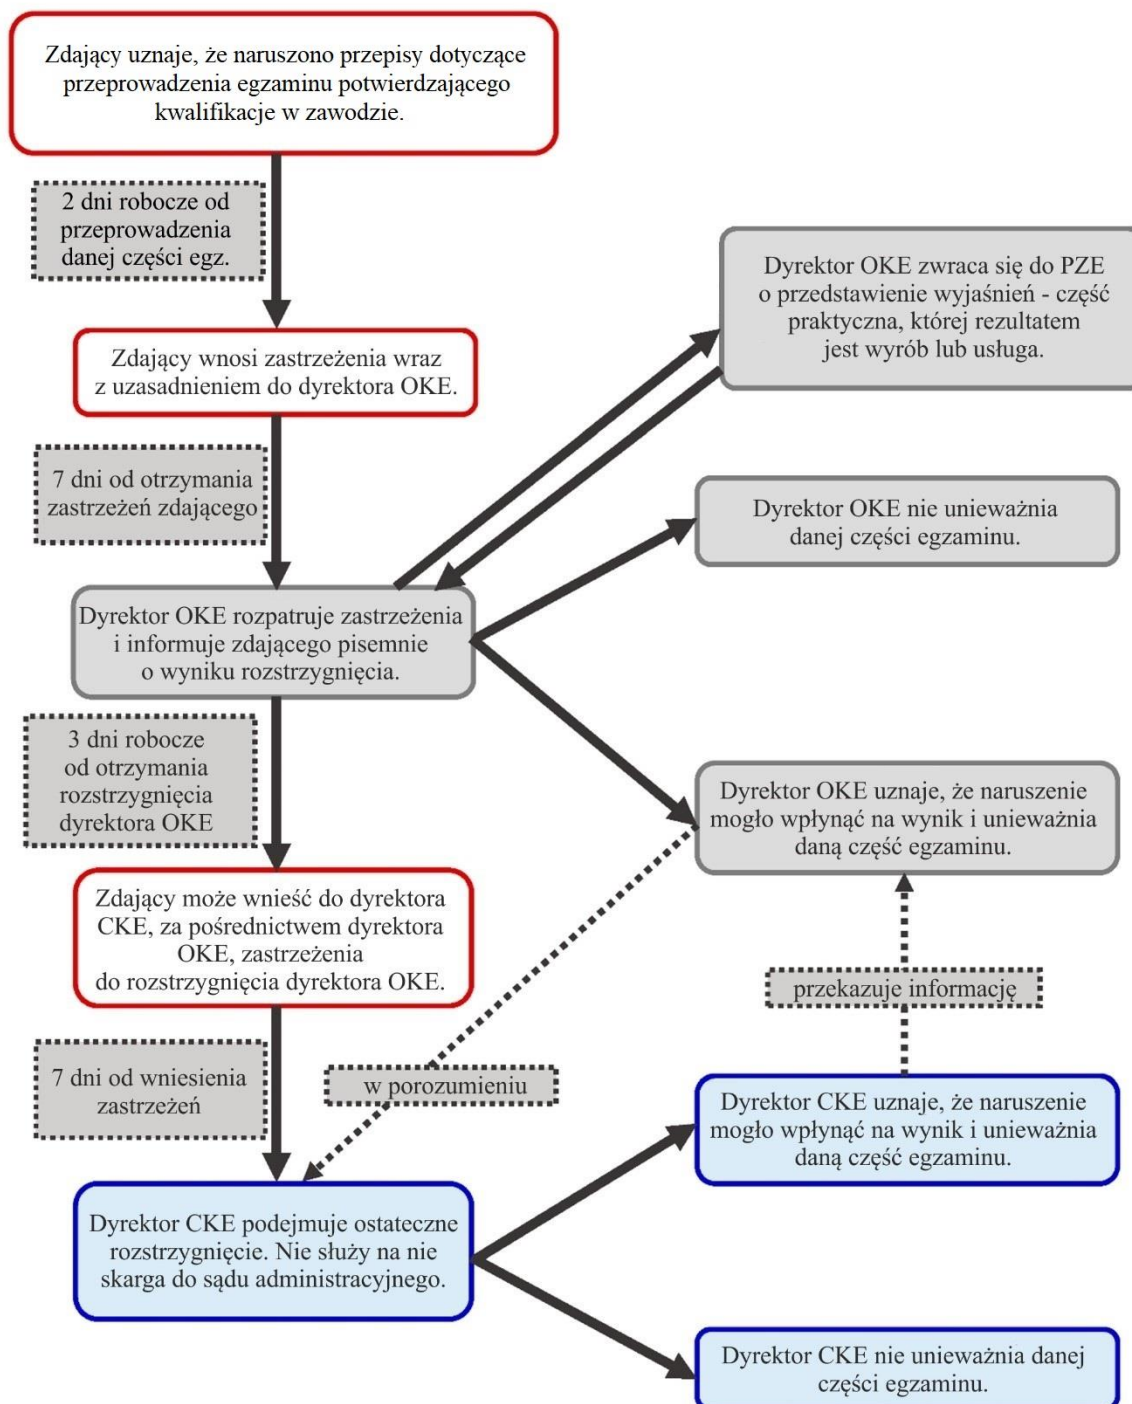 Zdający uznaje, że naruszono przepisy dotyczące
przeprowadzenia egzaminu potwierdzającego
kwalifikacje w zawodzie.
2 dni robocze od
przeprowadzenia
danej części egz.
Dyrektor OKE zwraca się do PZE
o przedstawienie wyjaśnień - część
praktyczna, której rezultatem
jest wyrób lub usługa.
Zdający wnosi zastrzeżenia wraz
z uzasadnieniem do dyrektora OKE.
7 dni od otrzymania
zastrzeżeń zdającego
Dyrektor OKE nie unieważnia
danej części egzaminu.
Dyrektor OKE rozpatruje zastrzeżenia
i informuje zdającego pisemnie
o wyniku rozstrzygnięcia.
3 dni robocze
od otrzymania
rozstrzygnięcia
dyrektora OKE
Dyrektor OKE uznaje, że naruszenie
mogło wpłynąć na wynik i unieważnia
daną część egzaminu.
Zdający może wnieść do dyrektora
CKE, za pośrednictwem dyrektora
OKE, zastrzeżenia
do rozstrzygnięcia dyrektora OKE.
przekazuje informację
7 dni od wniesienia
zastrzeżeń
w porozumieniu
Dyrektor CKE uznaje, że naruszenie
mogło wpłynąć na wynik i unieważnia
daną część egzaminu.
Dyrektor CKE podejmuje ostateczne
rozstrzygnięcie. Nie służy na nie
skarga do sądu administracyjnego.
Dyrektor CKE nie unieważnia danej
części egzaminu.